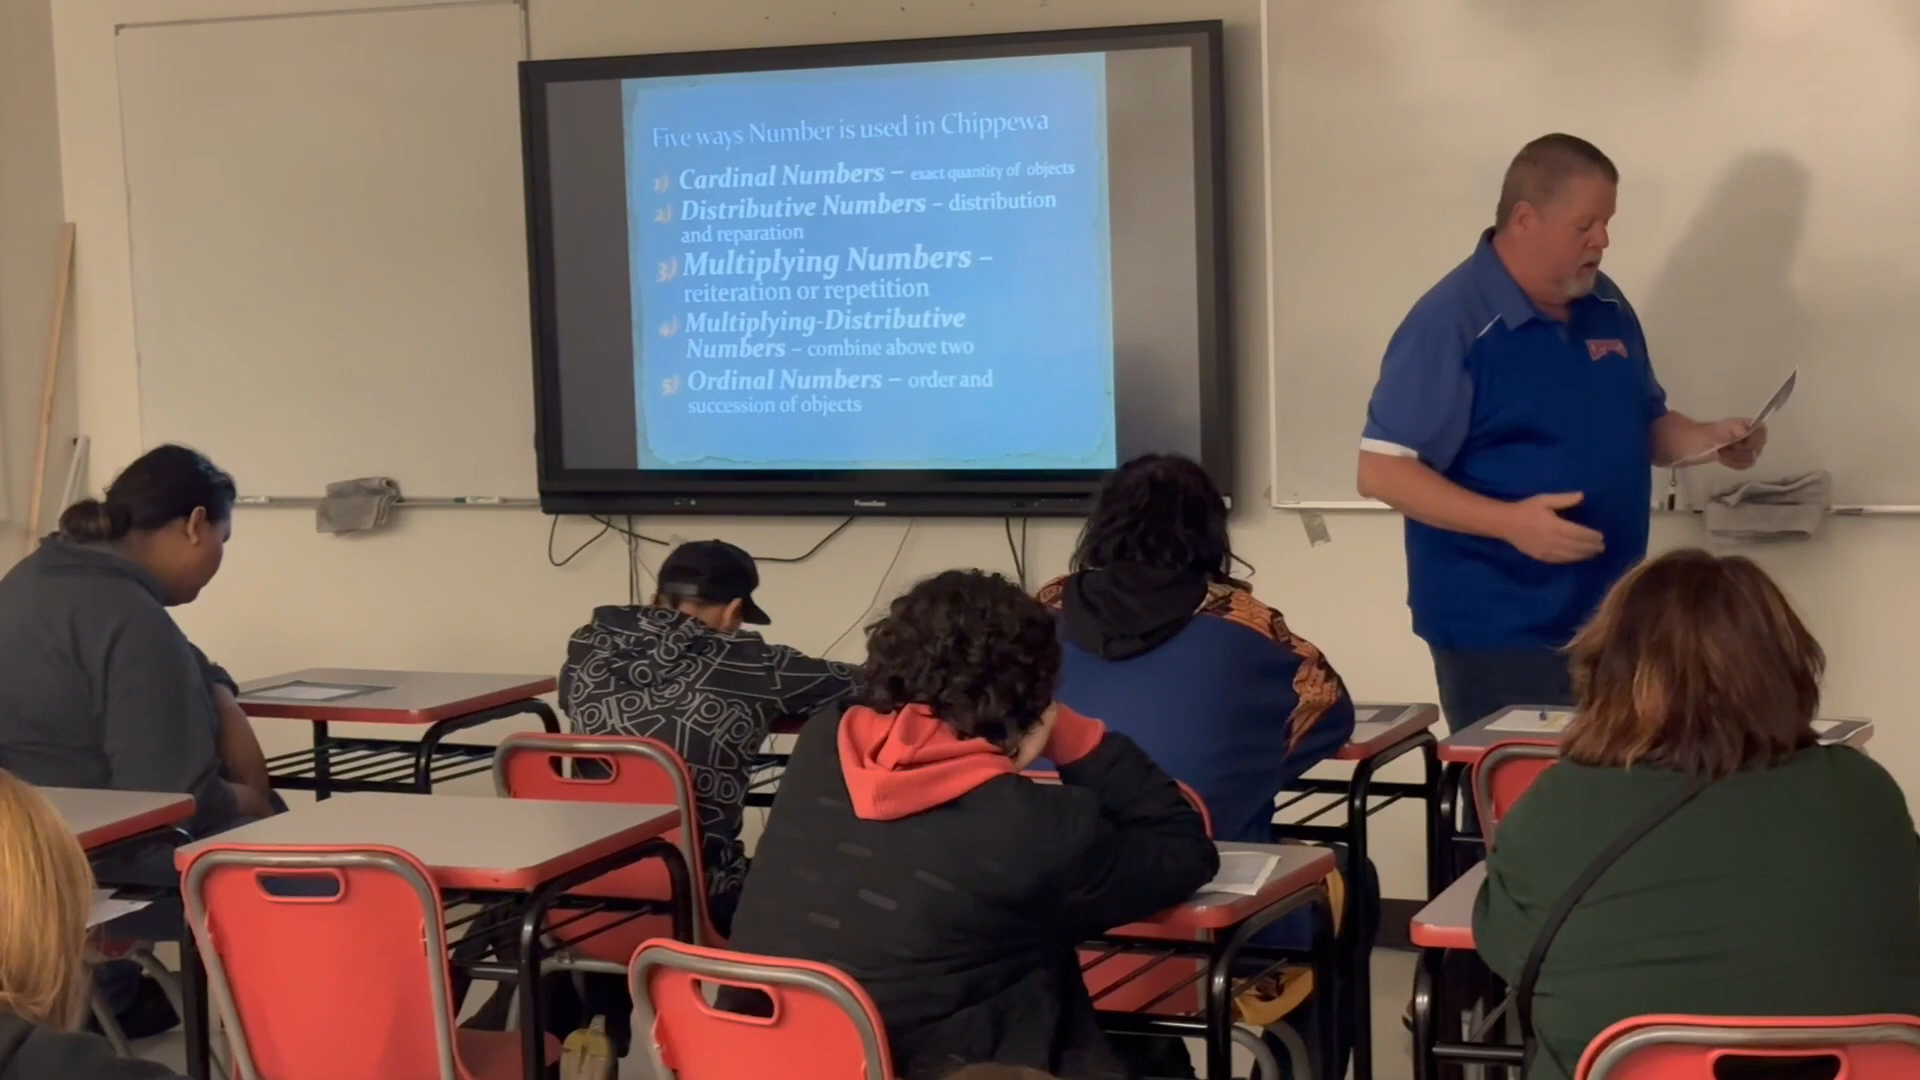 Five ways Number is used in Chippewa
1) Cardinal Numbers – exact quantity of objects
2) Distributive Numbers – distribution
and reparation
3) Multiplying Numbers –
reiteration or repetition
4) Multiplying-Distributive
Numbers – combine above two
5) Ordinal Numbers – order and
succession of objects